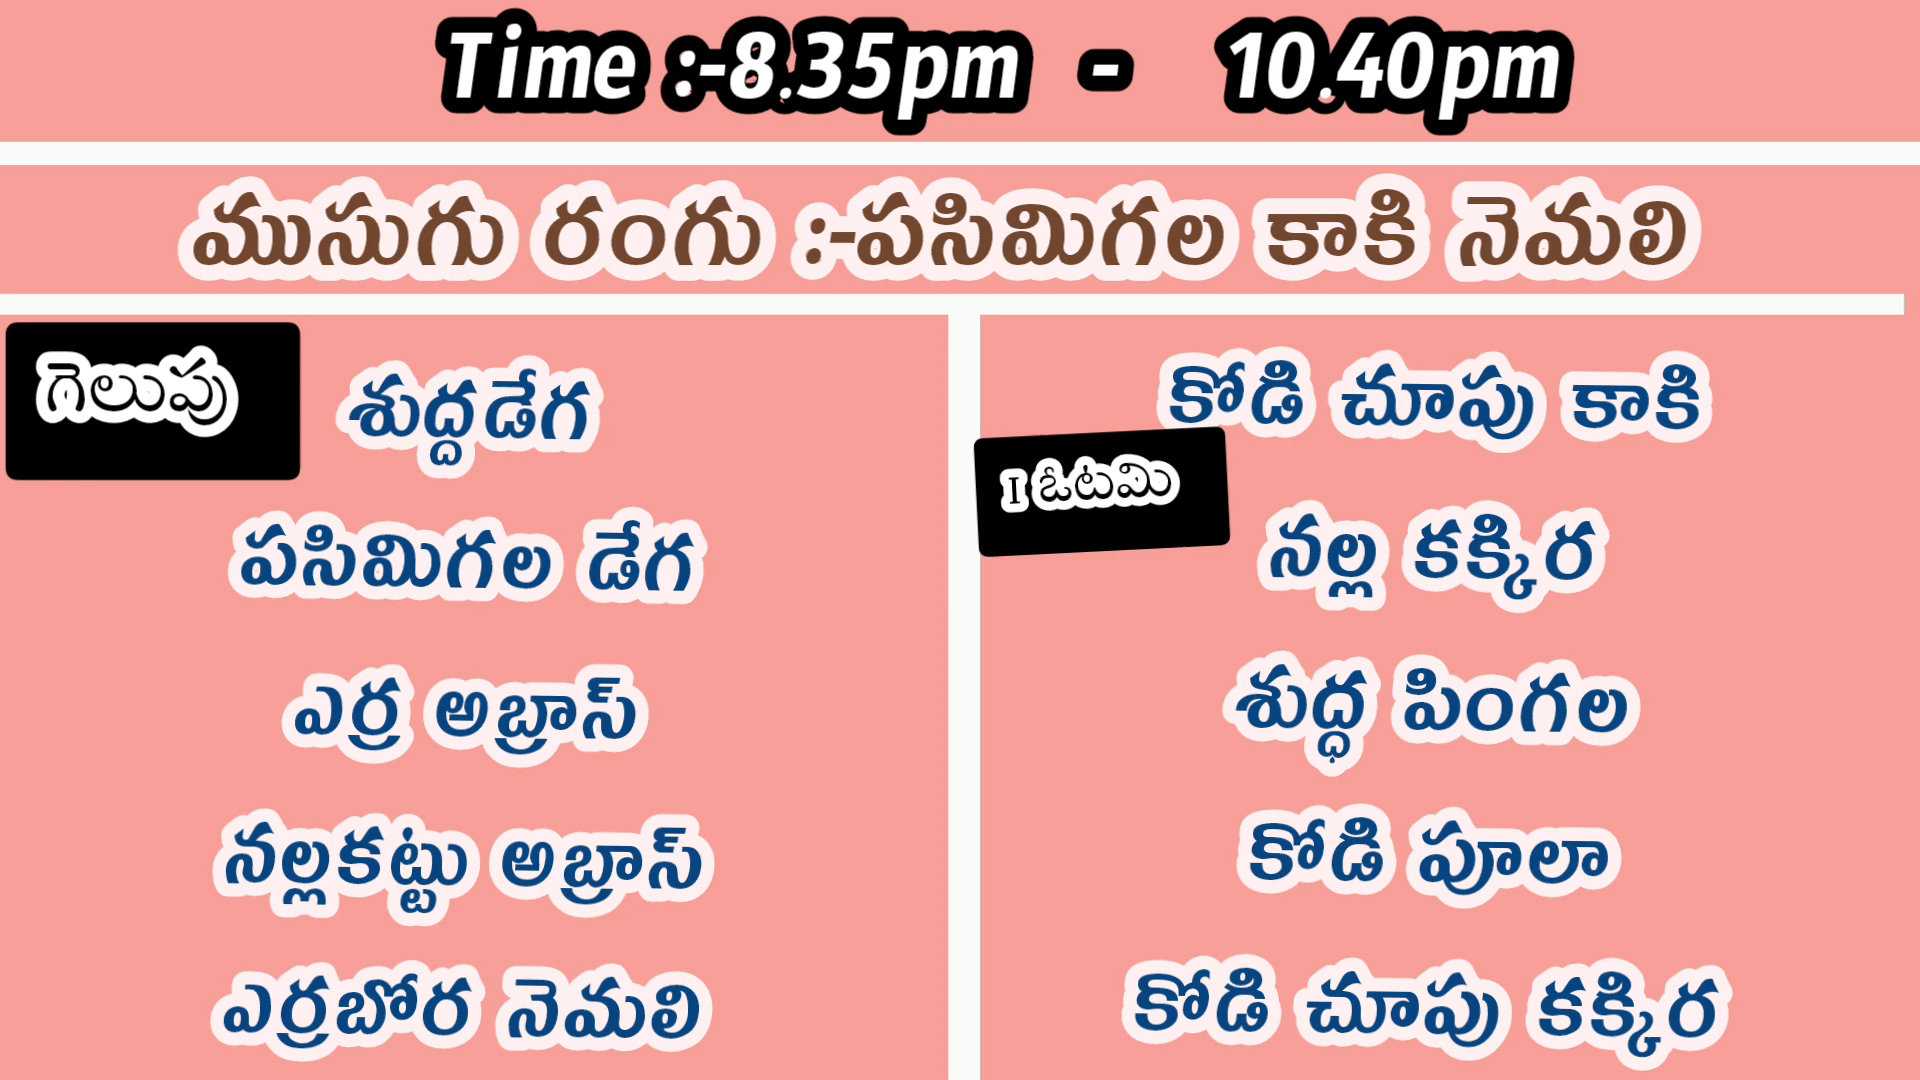 Time :-8.35pm - 10.40pm
ముసుగు రంగు :-పసిమిగల కాకి నెమలి
గెలుపు
శుద్దడేగ
పసిమిగల డేగ
ఎర్ర అబ్రాస్
నల్లకట్టు అబ్రాస్
ఎర్రబోర నెమలి
కోడి చూపు కాకి
I ఓటమి
నల్ల కక్కిర
శుద్ధ పింగల
కోడి పూలా
కోడి చూపు కక్కిర